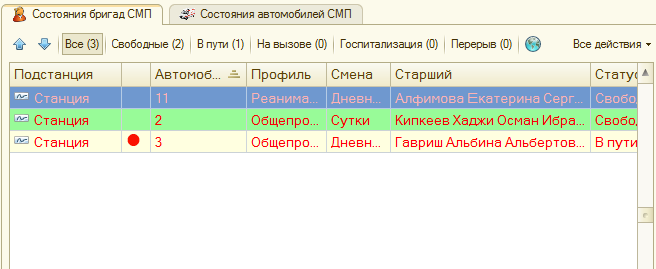 Состояния бригад СМП Состояния автомобилей СМП
Все (3) Свободные (2) В пути (1) На вызове (0) Госпитализация (0) Перерыв (0) Все действия
Подстанция Автомоб... Профиль Смена Старший Статус
Станция 11 Реанима... Дневн... Алфимова Екатерина Серг... Свобод
Станция 2 Общепро... Сутки Кипкеев Хаджи Осман Ибра... Свобод
Станция 3 Общепро... Дневн... Гавриш Альбина Альбертов... В пути